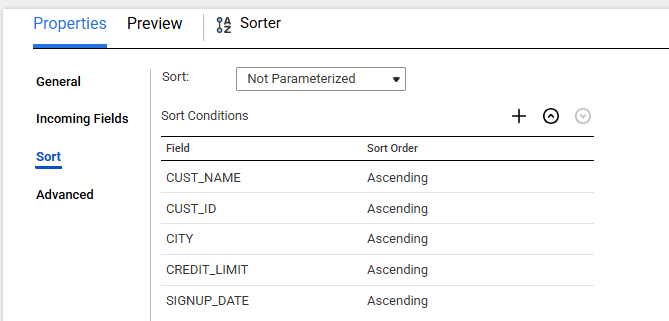 Properties Preview Sorter
General
Sort: Not Parameterized
Incoming Fields
Sort Conditions
Sort
Field Sort Order
Advanced
CUST_NAME Ascending
CUST_ID Ascending
CITY Ascending
CREDIT_LIMIT Ascending
SIGNUP_DATE Ascending